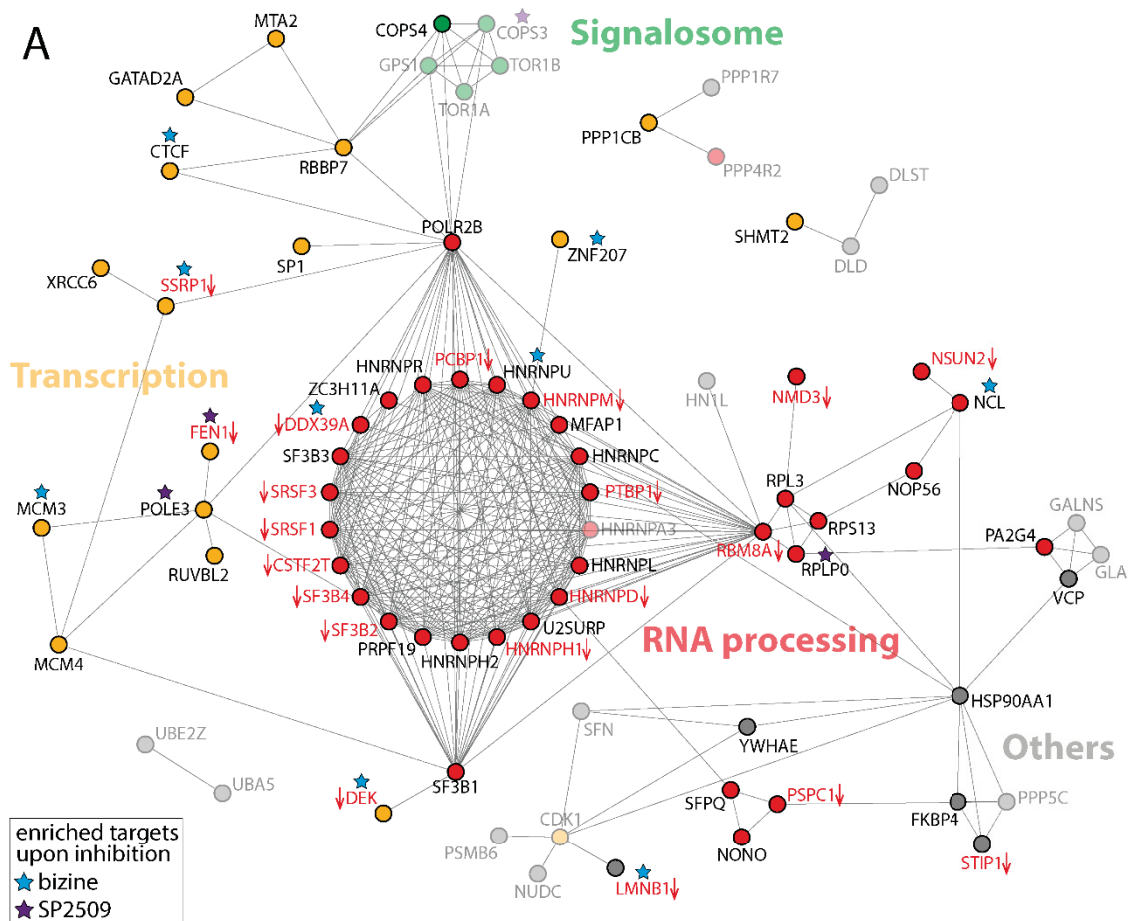 A
MTA2
COPS4
COPS3
Signalosome
GATAD2A
GPS1
TOR1B
TOR1A
PPP1R7
CTCF
RBBP7
PPP1CB
PPP4R2
DLST
POLR2B
SHMT2
DLD
XRCC6
SSRP1↓
SP1
ZNF207
Transcription
PCBP1↓
HNRNPR
HNRNPU
ZC3H11A
HNRNPM↓
↓DDX39A
MFAP1
SF3B3
HNRNPC
↓SRSF3
PTBP1↓
↓SRSF1
HNRNPA3
↓CSTF2T
HNRNPL
↓SF3B4
HNRNPD↓
↓SF3B2
U2SURP
PRPF19
HNRNPH2
HNRNPH1↓
HN1L
NMD3↓
NSUN2↓
NCL
RPL3
NOP56
RPS13
RBM8A↓
RPLP0
GALNS
PA2G4
GLA
VCP
FEN1↓
MCM3
POLE3
RUVBL2
MCM4
RNA processing
HSP90AA1
SFN
YWHAE
Others
UBE2Z
UBA5
SF3B1
↓DEK
SFPQ
PSPC1↓
NONO
FKBP4
PPP5C
STIP1↓
CDK1
PSMB6
NUDC
LMNB1↓
enriched targets
upon inhibition
bizine
SP2509